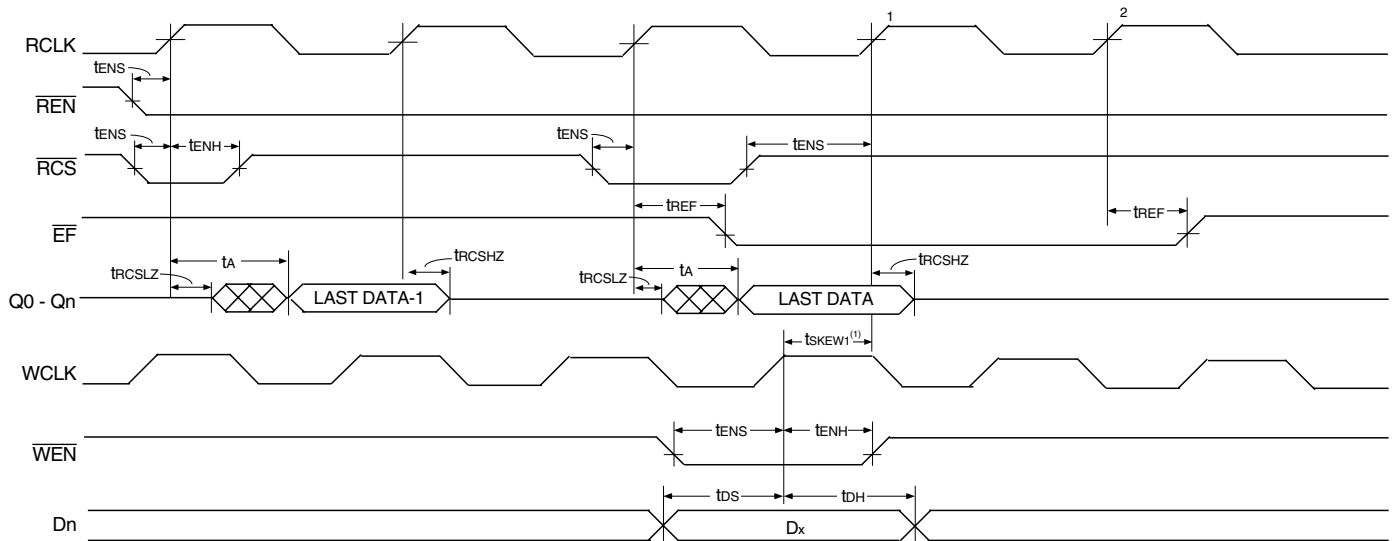 1 2
RCLK
tENS
REN
tENS tENH tENS tENS
RCS
tREF tREF
EF
tA tRCSHZ tA tRCSHZ
tRCSLZ tRCSLZ
Q0 - Qn LAST DATA-1 LAST DATA
tSKEW1(1)
WCLK
tENS tENH
WEN
tDS tDH
Dn Dx